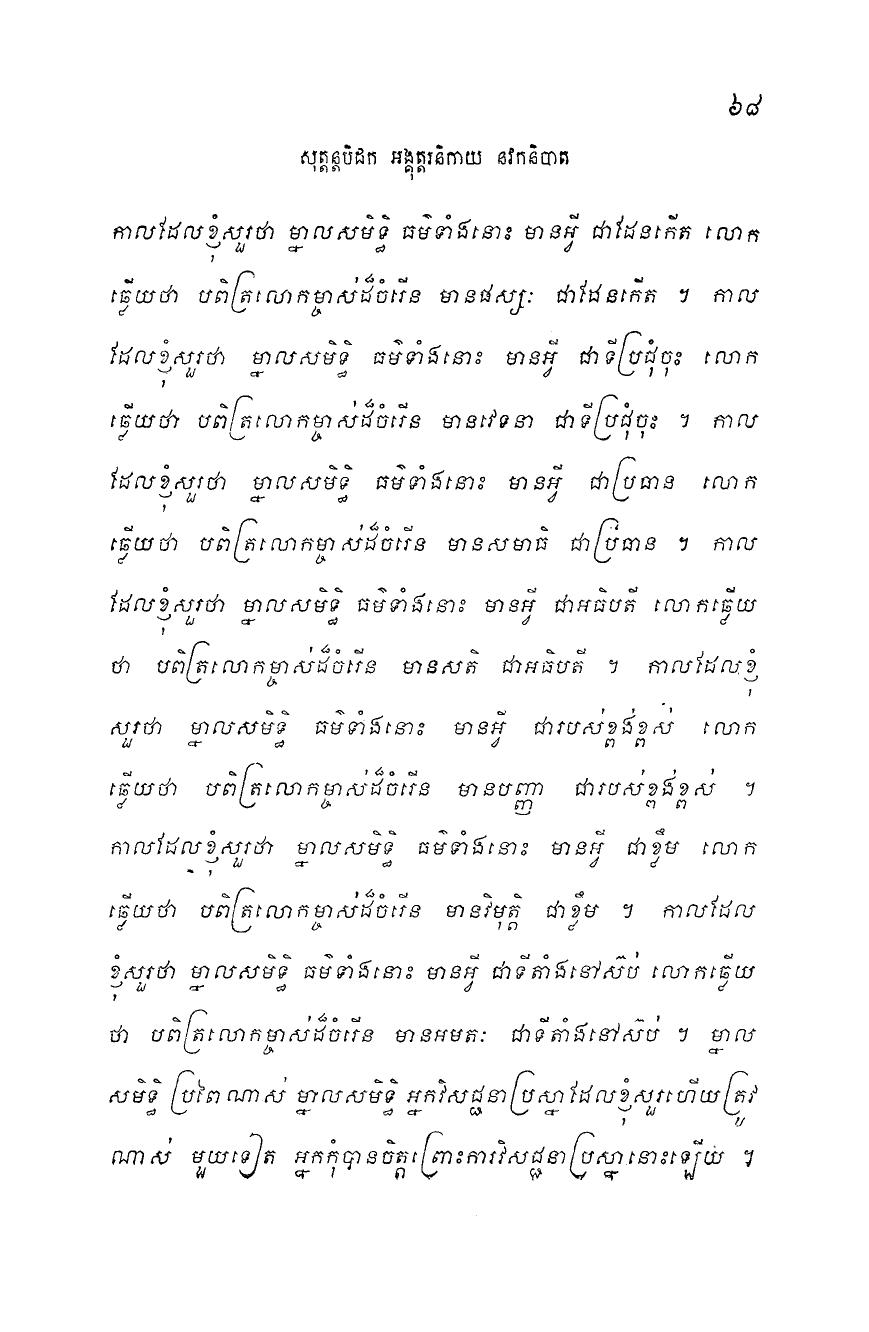 ៦៨
សុត្តន្តបិដក អង្គុត្តរនិកាយ នវកនិបាត
កាលដែលខ្ញុំសួរថា ម្នាលសមិទ្ធិ ធម៌ទាំងនោះ មានអ្វី ជាដែនកើត លោក
ឆ្លើយថា បពិត្រលោកម្ចាស់ដ៏ចំរើន មានផស្សៈ ជាដែនកើត ។ កាល
ដែលខ្ញុំសួរថា ម្នាលសមិទ្ធិ ធម៌ទាំងនោះ មានអ្វី ជាទីប្រជុំចុះ លោក
ឆ្លើយថា បពិត្រលោកម្ចាស់ដ៏ចំរើន មានវេទនា ជាទីប្រជុំចុះ ។ កាល
ដែលខ្ញុំសួរថា ម្នាលសមិទ្ធិ ធម៌ទាំងនោះ មានអ្វី ជាប្រធាន លោក
ឆ្លើយថា បពិត្រលោកម្ចាស់ដ៏ចំរើន មានសមាធិ ជាប្រធាន ។ កាល
ដែលខ្ញុំសួរថា ម្នាលសមិទ្ធិ ធម៌ទាំងនោះ មានអ្វី ជាអធិបតី លោកឆ្លើយ
ថា បពិត្រលោកម្ចាស់ដ៏ចំរើន មានសតិ ជាអធិបតី ។ កាលដែលខ្ញុំ
សួរថា ម្នាលសមិទ្ធិ ធម៌ទាំងនោះ មានអ្វី ជារបស់ខ្ពង់ខ្ពស់ លោក
ឆ្លើយថា បពិត្រលោកម្ចាស់ដ៏ចំរើន មានបញ្ញា ជារបស់ខ្ពង់ខ្ពស់ ។
កាលដែលខ្ញុំសួរថា ម្នាលសមិទ្ធិ ធម៌ទាំងនោះ មានអ្វី ជាខ្លឹម លោក
ឆ្លើយថា បពិត្រលោកម្ចាស់ដ៏ចំរើន មានវិមុត្តិ ជាខ្លឹម ។ កាលដែល
ខ្ញុំសួរថា ម្នាលសមិទ្ធិ ធម៌ទាំងនោះ មានអ្វី ជាទីតាំងនៅស៊ប់ លោកឆ្លើយ
ថា បពិត្រលោកម្ចាស់ដ៏ចំរើន មានអមតៈ ជាទីតាំងនៅស៊ប់ ។ ម្នាល
សមិទ្ធិ ប្រពៃណាស់ ម្នាលសមិទ្ធិ អ្នកវិសជ្ជនាប្រស្នាដែលខ្ញុំសួរហើយត្រូវ
ណាស់ មួយទៀត អ្នកកុំបានចិត្តព្រោះការវិសជ្ជនាប្រស្នានោះឡើយ ។